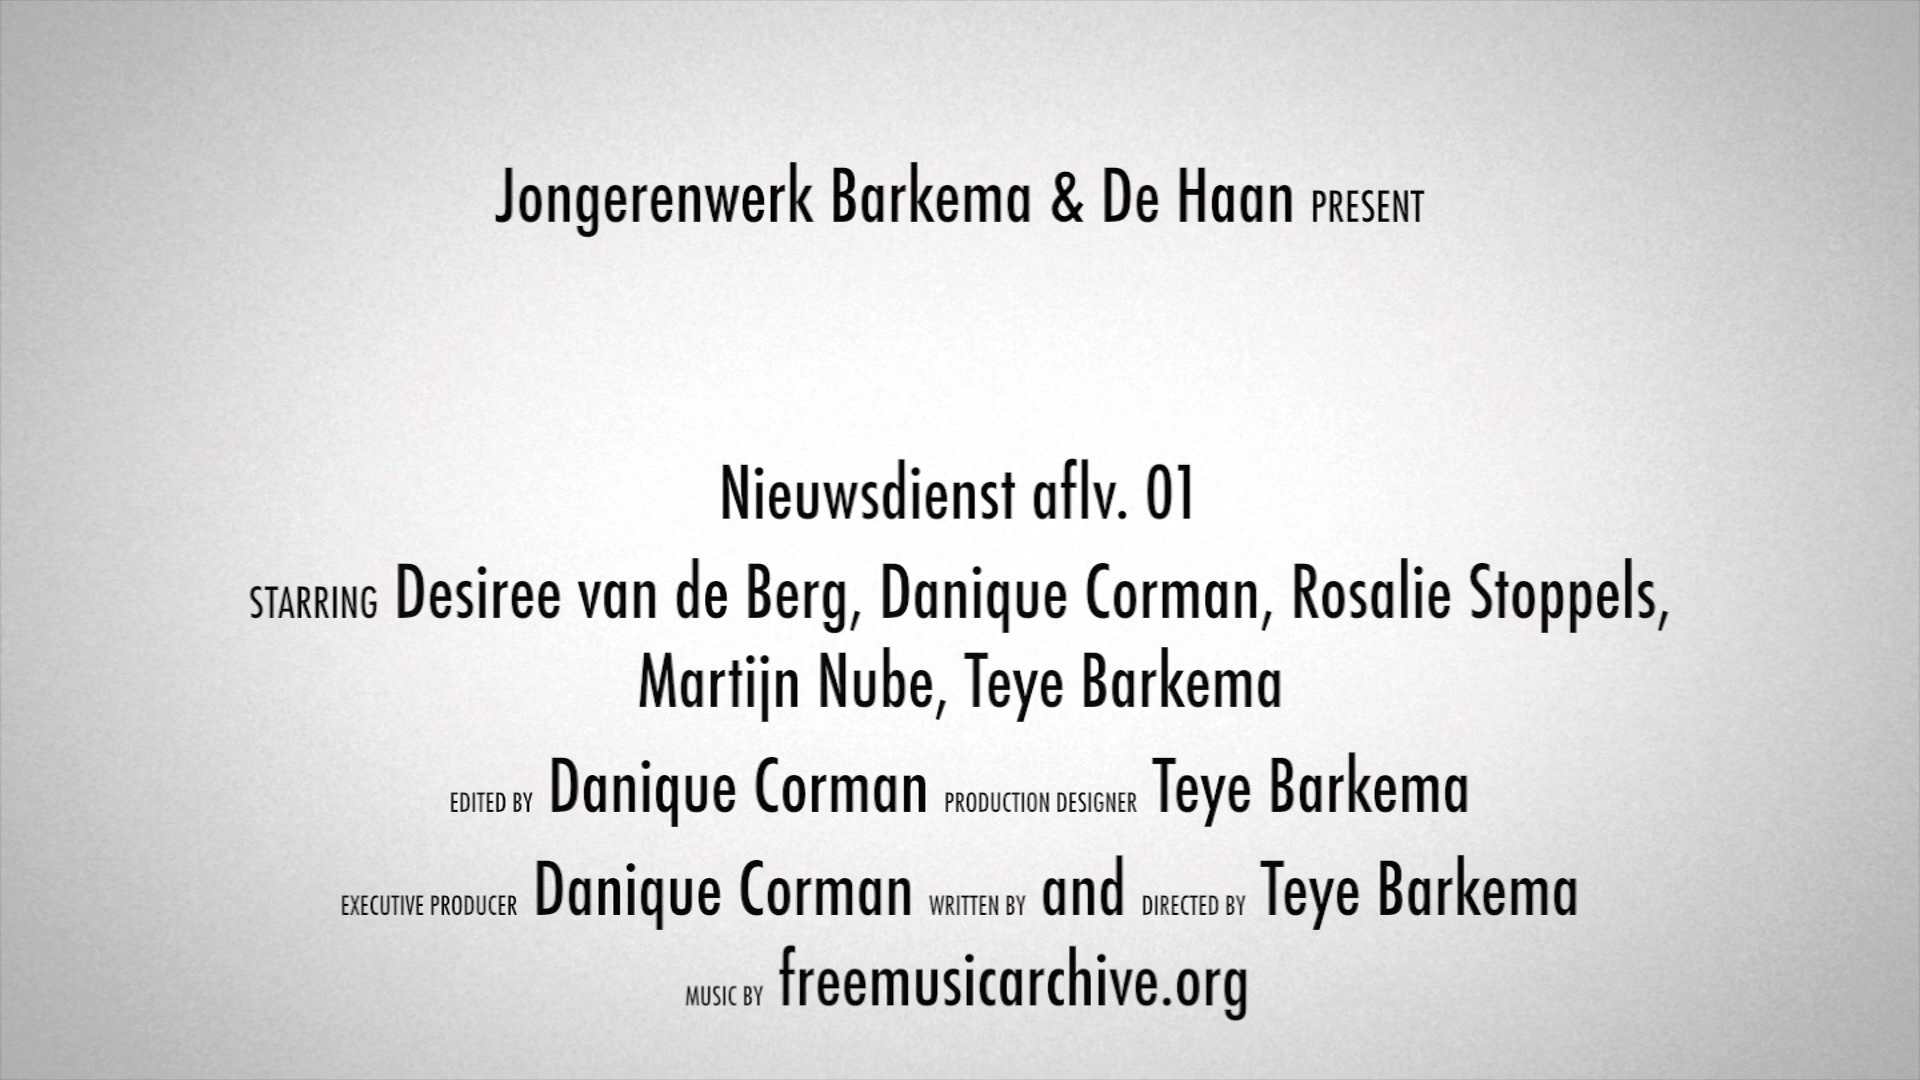 Jongerenwerk Barkema & De Haan PRESENT
Nieuwsdienst aflv. 01
STARRING Desiree van de Berg, Danique Corman, Rosalie Stoppels,
Martijn Nube, Teye Barkema
EDITED BY Danique Corman PRODUCTION DESIGNER Teye Barkema
EXECUTIVE PRODUCER Danique Corman WRITTEN BY and DIRECTED BY Teye Barkema
MUSIC BY freemusicarchive.org